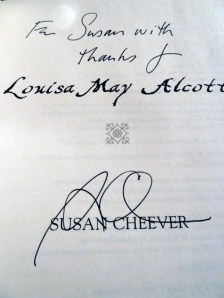 For Susan with
thanks &
Louisa May Alcott
SUSAN CHEEVER